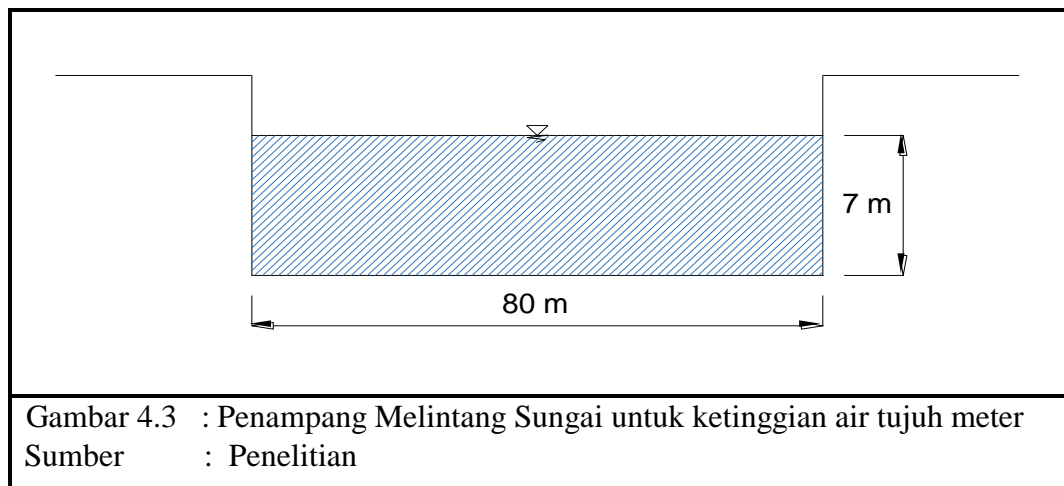 7 m
80 m
Gambar 4.3 : Penampang Melintang Sungai untuk ketinggian air tujuh meter
Sumber : Penelitian